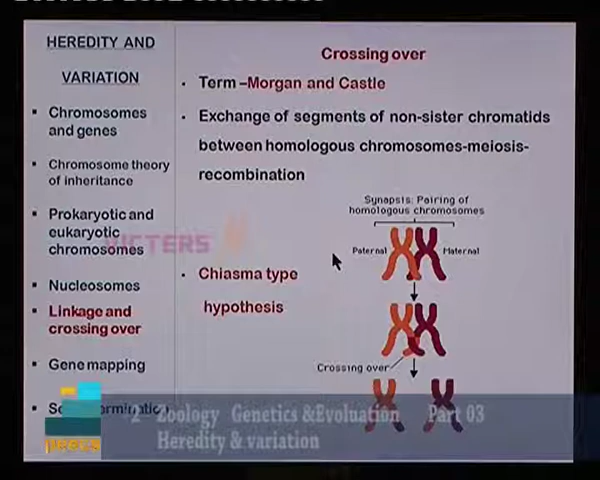 HEREDITY AND
VARIATION
Chromosomes
and genes
Chromosome theory
of inheritance
Prokaryotic and
eukaryotic
chromosomes
Nucleosomes
Linkage and
crossing over
Gene mapping
Crossing over
Term –Morgan and Castle
Exchange of segments of non-sister chromatids
between homologous chromosomes-meiosis-
recombination
Chiasma type
hypothesis
Synapsis: Pairing of
homologous chromosomes
Paternal
Maternal
Crossing over
VICTERS
+2 Zoology Genetics &Evaluation Part 03
Heredity & variation